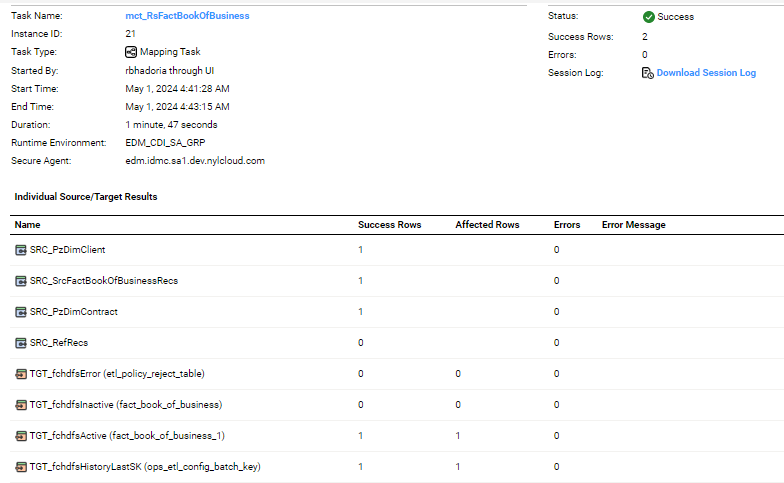 Task Name: mct_RsFactBookOfBusiness
Instance ID: 21
Task Type: Mapping Task
Started By: rbhadoria through UI
Start Time: May 1, 2024 4:41:28 AM
End Time: May 1, 2024 4:43:15 AM
Duration: 1 minute, 47 seconds
Runtime Environment: EDM_CDI_SA_GRP
Secure Agent: edm.idmc.sa1.dev.nylcloud.com
Status: Success
Success Rows: 2
Errors: 0
Session Log: Download Session Log
Individual Source/Target Results
Name Success Rows Affected Rows Errors Error Message
SRC_PzDimClient 1 0
SRC_SrcFactBookOfBusinessRecs 1 0
SRC_PzDimContract 1 0
SRC_RefRecs 0 0
TGT_fchdfsError (etl_policy_reject_table) 0 0 0
TGT_fchdfsInactive (fact_book_of_business) 0 0 0
TGT_fchdfsActive (fact_book_of_business_1) 1 1 0
TGT_fchdfsHistoryLastSK (ops_etl_config_batch_key) 1 1 0